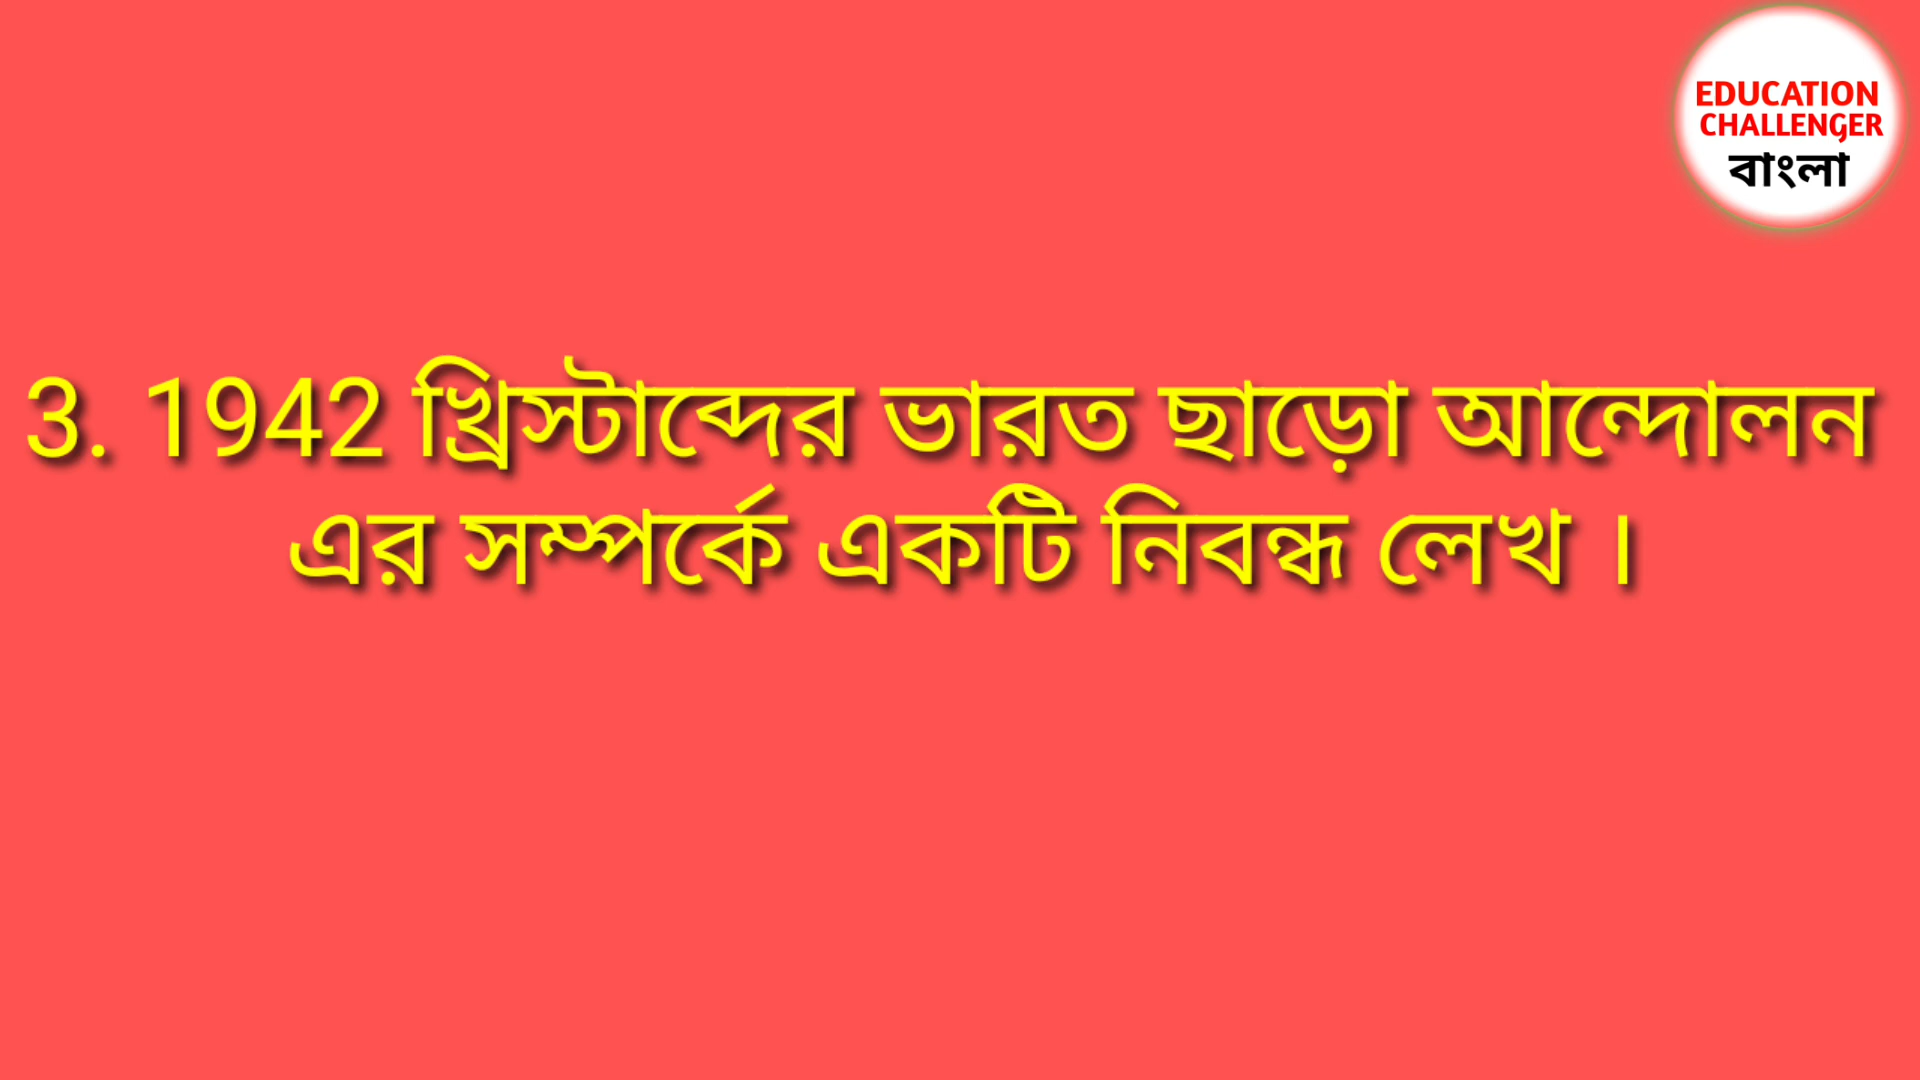 EDUCATION
CHALLENGER
বাংলা
3. 1942 খ্রিস্টাব্দের ভারত ছাড়ো আন্দোলন
এর সম্পর্কে একটি নিবন্ধ লেখ ।